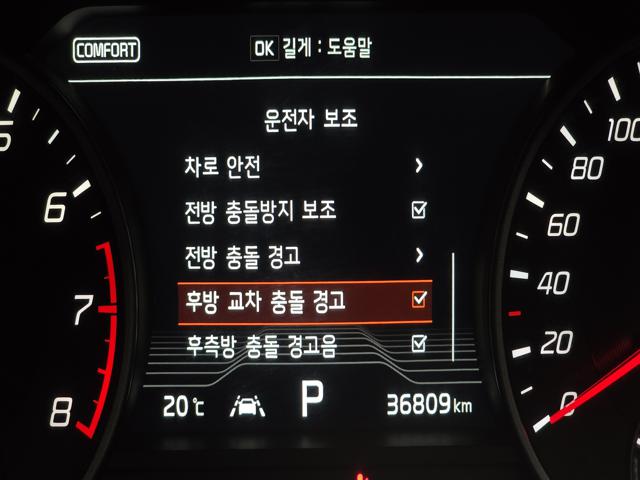 COMFORT
OK 길게 : 도움말
운전자 보조
차로 안전
전방 충돌방지 보조
전방 충돌 경고
후방 교차 충돌 경고
후측방 충돌 경고음
20℃ P 36809km
5
6
7
8
100
80
60
40
20
0